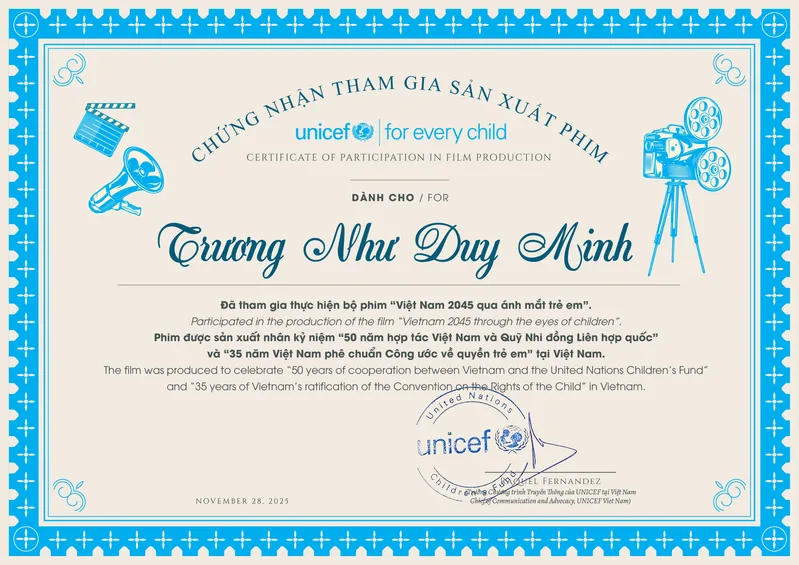 CHỨNG NHẬN THAM GIA SẢN XUẤT PHIM
unicef for every child
CERTIFICATE OF PARTICIPATION IN FILM PRODUCTION
DÀNH CHO / FOR
Trương Như Duy Minh
Đã tham gia thực hiện bộ phim “Việt Nam 2045 qua ánh mắt trẻ em”.
Participated in the production of the film “Vietnam 2045 through the eyes of children”.
Phim được sản xuất nhân kỷ niệm “50 năm hợp tác Việt Nam và Quỹ Nhi đồng Liên hợp quốc”
và “35 năm Việt Nam phê chuẩn Công ước về quyền trẻ em” tại Việt Nam.
The film was produced to celebrate “50 years of cooperation between Vietnam and the United Nations Children’s Fund”
and “35 years of Vietnam’s ratification of the Convention on the Rights of the Child” in Vietnam.
United Nations
unicef
Children's Fund
FERNANDEZ
Chương trình Truyền Thông của UNICEF tại Việt Nam
Chief of Communication and Advocacy, UNICEF Viet Nam)
NOVEMBER 28, 2025